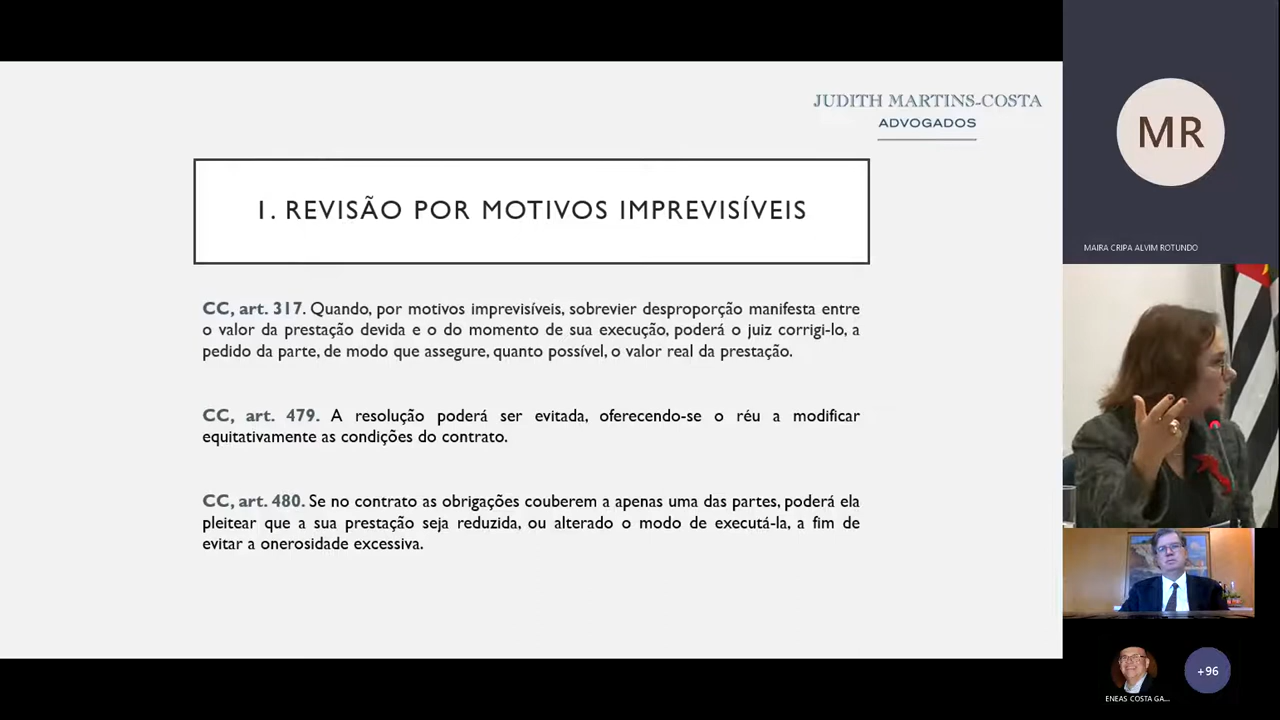 JUDITH MARTINS-COSTA
ADVOGADOS
1. REVISÃO POR MOTIVOS IMPREVISÍVEIS
CC, art. 317. Quando, por motivos imprevisíveis, sobrevier desproporção manifesta entre
o valor da prestação devida e o do momento de sua execução, poderá o juiz corrigi-lo, a
pedido da parte, de modo que assegure, quanto possível, o valor real da prestação.
CC, art. 479. A resolução poderá ser evitada, oferecendo-se o réu a modificar
equitativamente as condições do contrato.
CC, art. 480. Se no contrato as obrigações couberem a apenas uma das partes, poderá ela
pleitear que a sua prestação seja reduzida, ou alterado o modo de executá-la, a fim de
evitar a onerosidade excessiva.
MR
MAIRA CRIPA ALVIM ROTUNDO
ENEAS COSTA GA...
+96